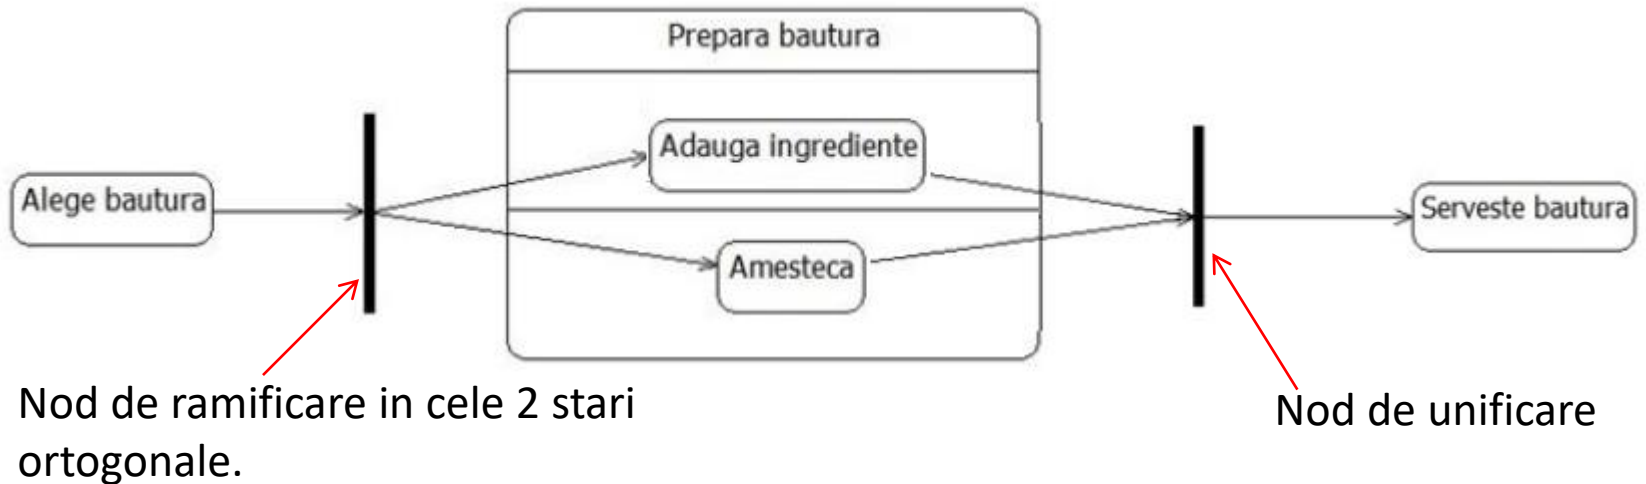 Prepara bautura
Adauga ingrediente
Alege bautura
Serveste bautura
Amesteca
Nod de ramificare in cele 2 stari
ortogonale.
Nod de unificare